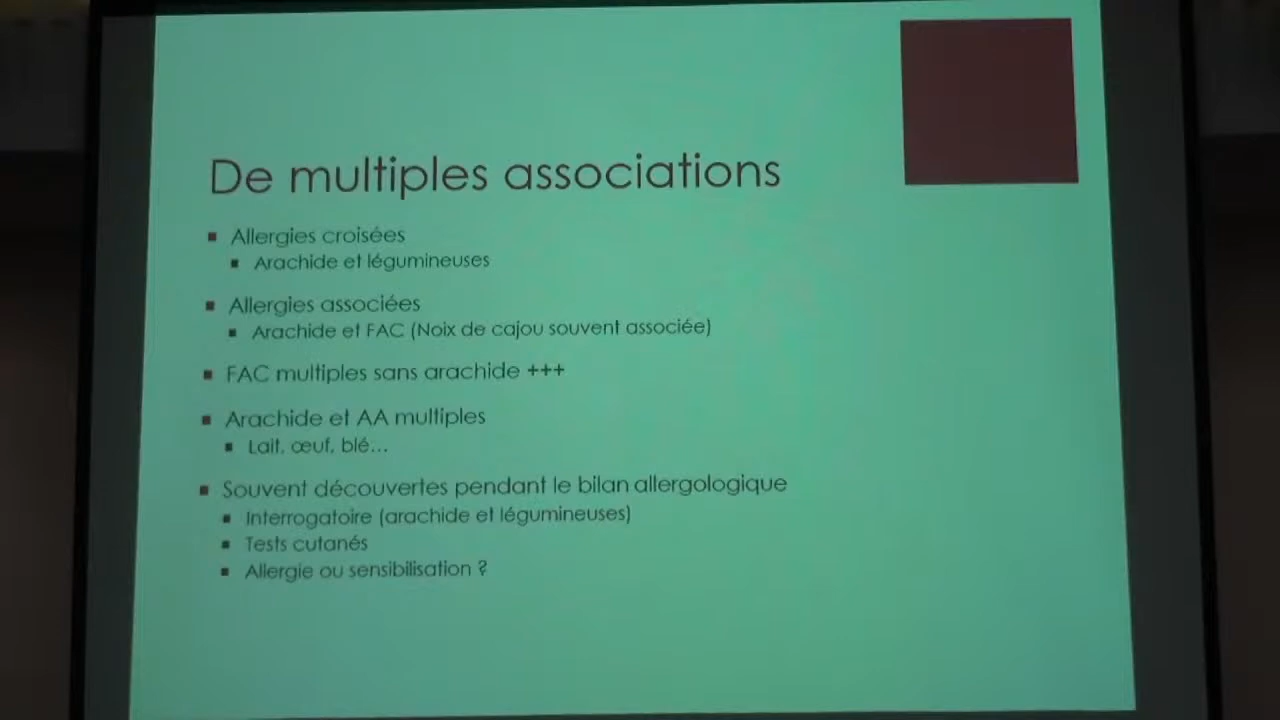 De multiples associations
Allergies croisées
Arachide et légumineuses
Allergies associées
Arachide et FAC (Noix de cajou souvent associée)
FAC multiples sans arachide +++
Arachide et AA multiples
Lait, œuf, blé...
Souvent découvertes pendant le bilan allergologique
Interrogatoire (arachide et légumineuses)
Tests cutanés
Allergie ou sensibilisation ?